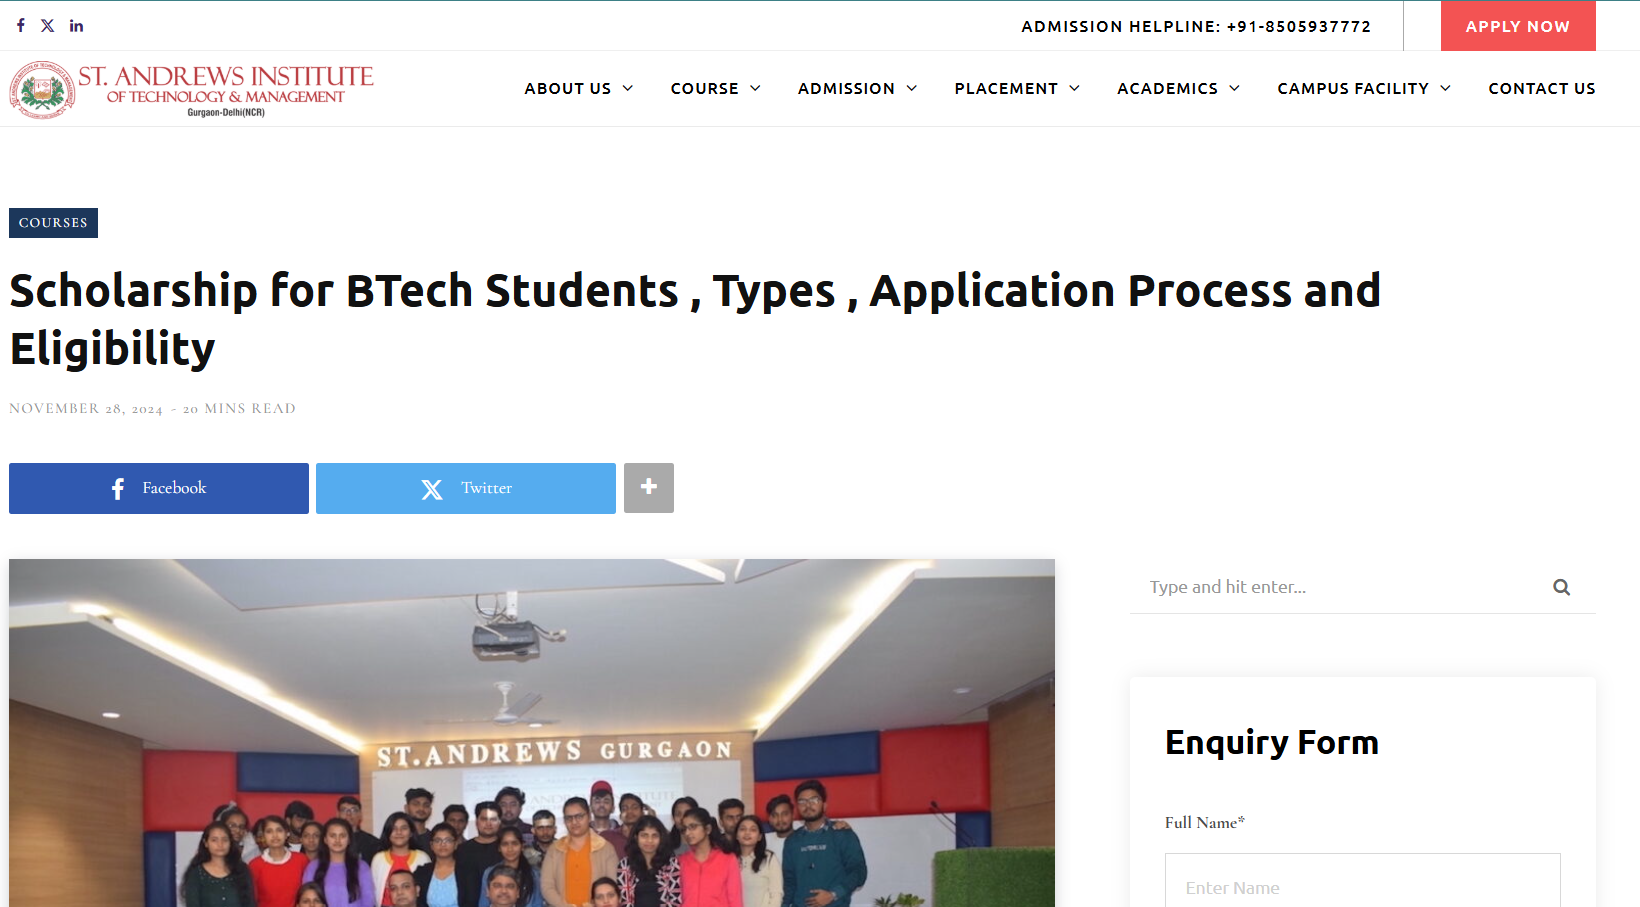 ADMISSION HELPLINE: +91-8505937772
APPLY NOW
ST. ANDREWS INSTITUTE
OF TECHNOLOGY & MANAGEMENT
Gurgaon-Delhi(NCR)
ABOUT US
COURSE
ADMISSION
PLACEMENT
ACADEMICS
CAMPUS FACILITY
CONTACT US
COURSES
Scholarship for BTech Students , Types , Application Process and
Eligibility
NOVEMBER 28, 2024 - 20 MINS READ
Facebook
Twitter
Type and hit enter...
ST.ANDREWS GURGAON
Enquiry Form
Full Name*
Enter Name